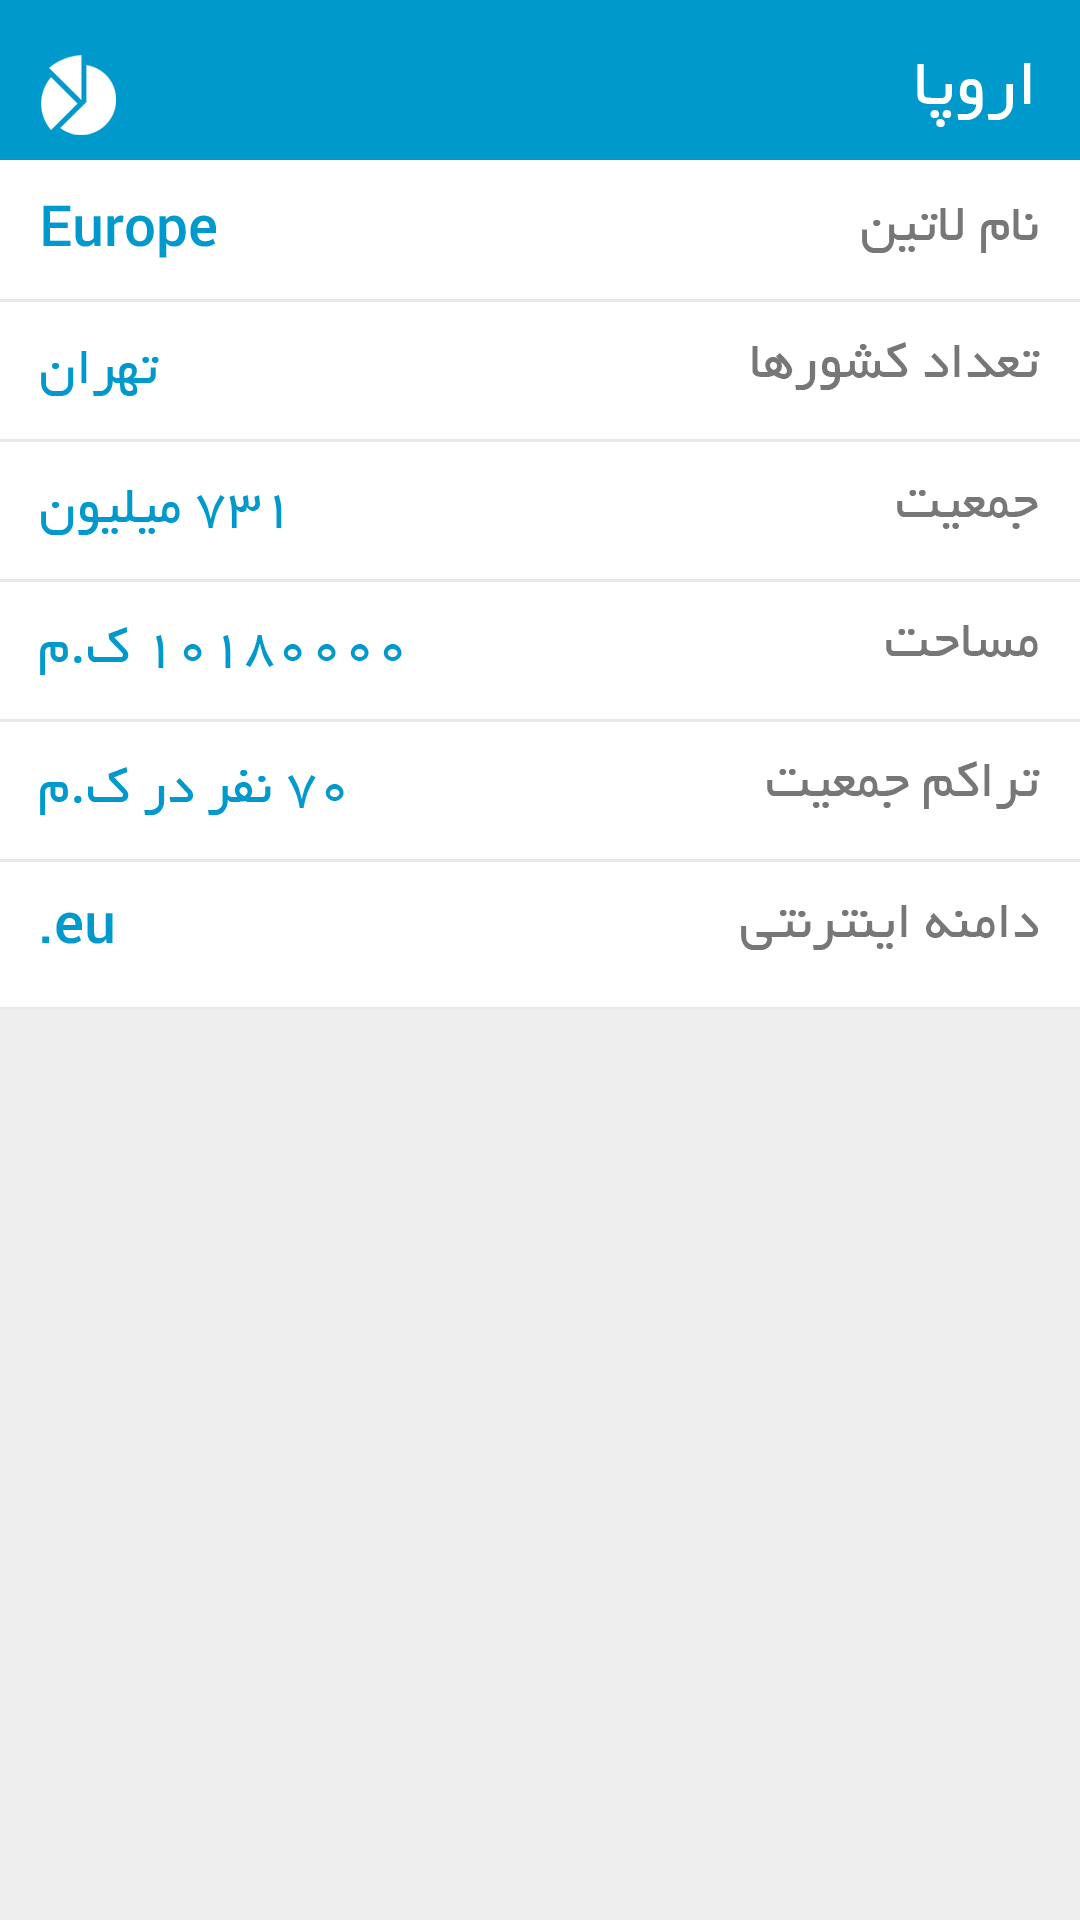 اروپا
نام لاتین Europe
تعداد کشورها تهران
جمعیت ۷۳۱ میلیون
مساحت ۱۰۱۸۰۰۰۰ ک.م
تراکم جمعیت ۷۰ نفر در ک.م
دامنه اینترنتی .eu